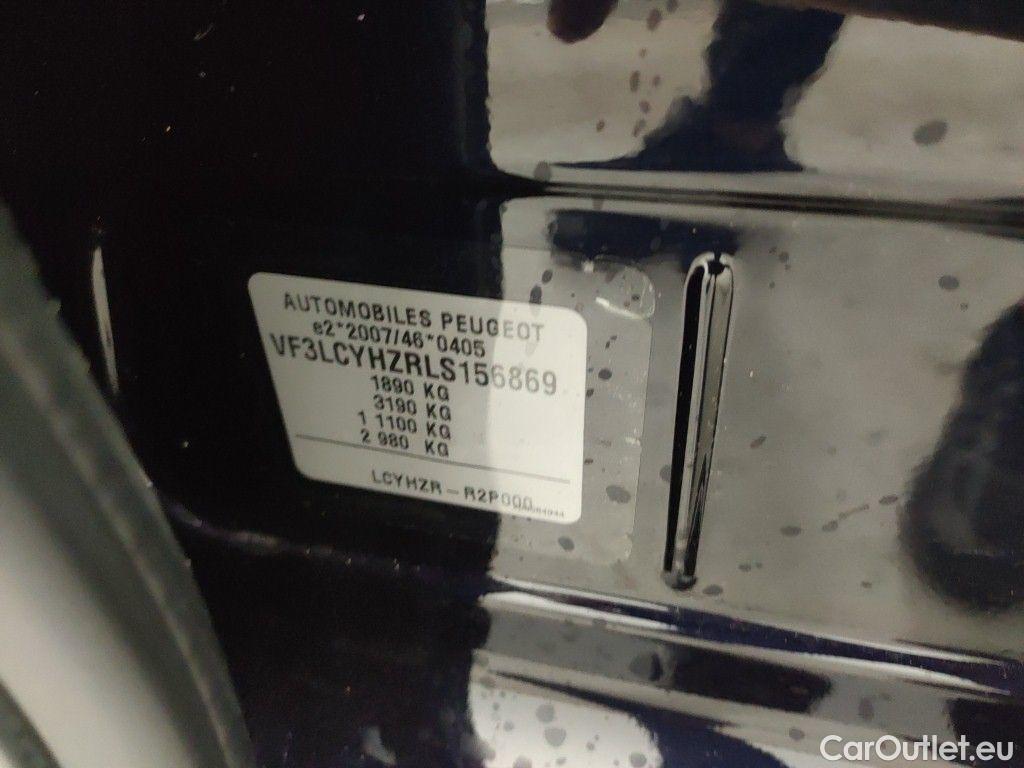 AUTOMOBILES PEUGEOT
e2*2007/46*0405
VF3LCYHZRLS156869
1890 KG
3190 KG
1 1100 KG
2 980 KG
LCYHZR - R2P000
CarOutlet.eu